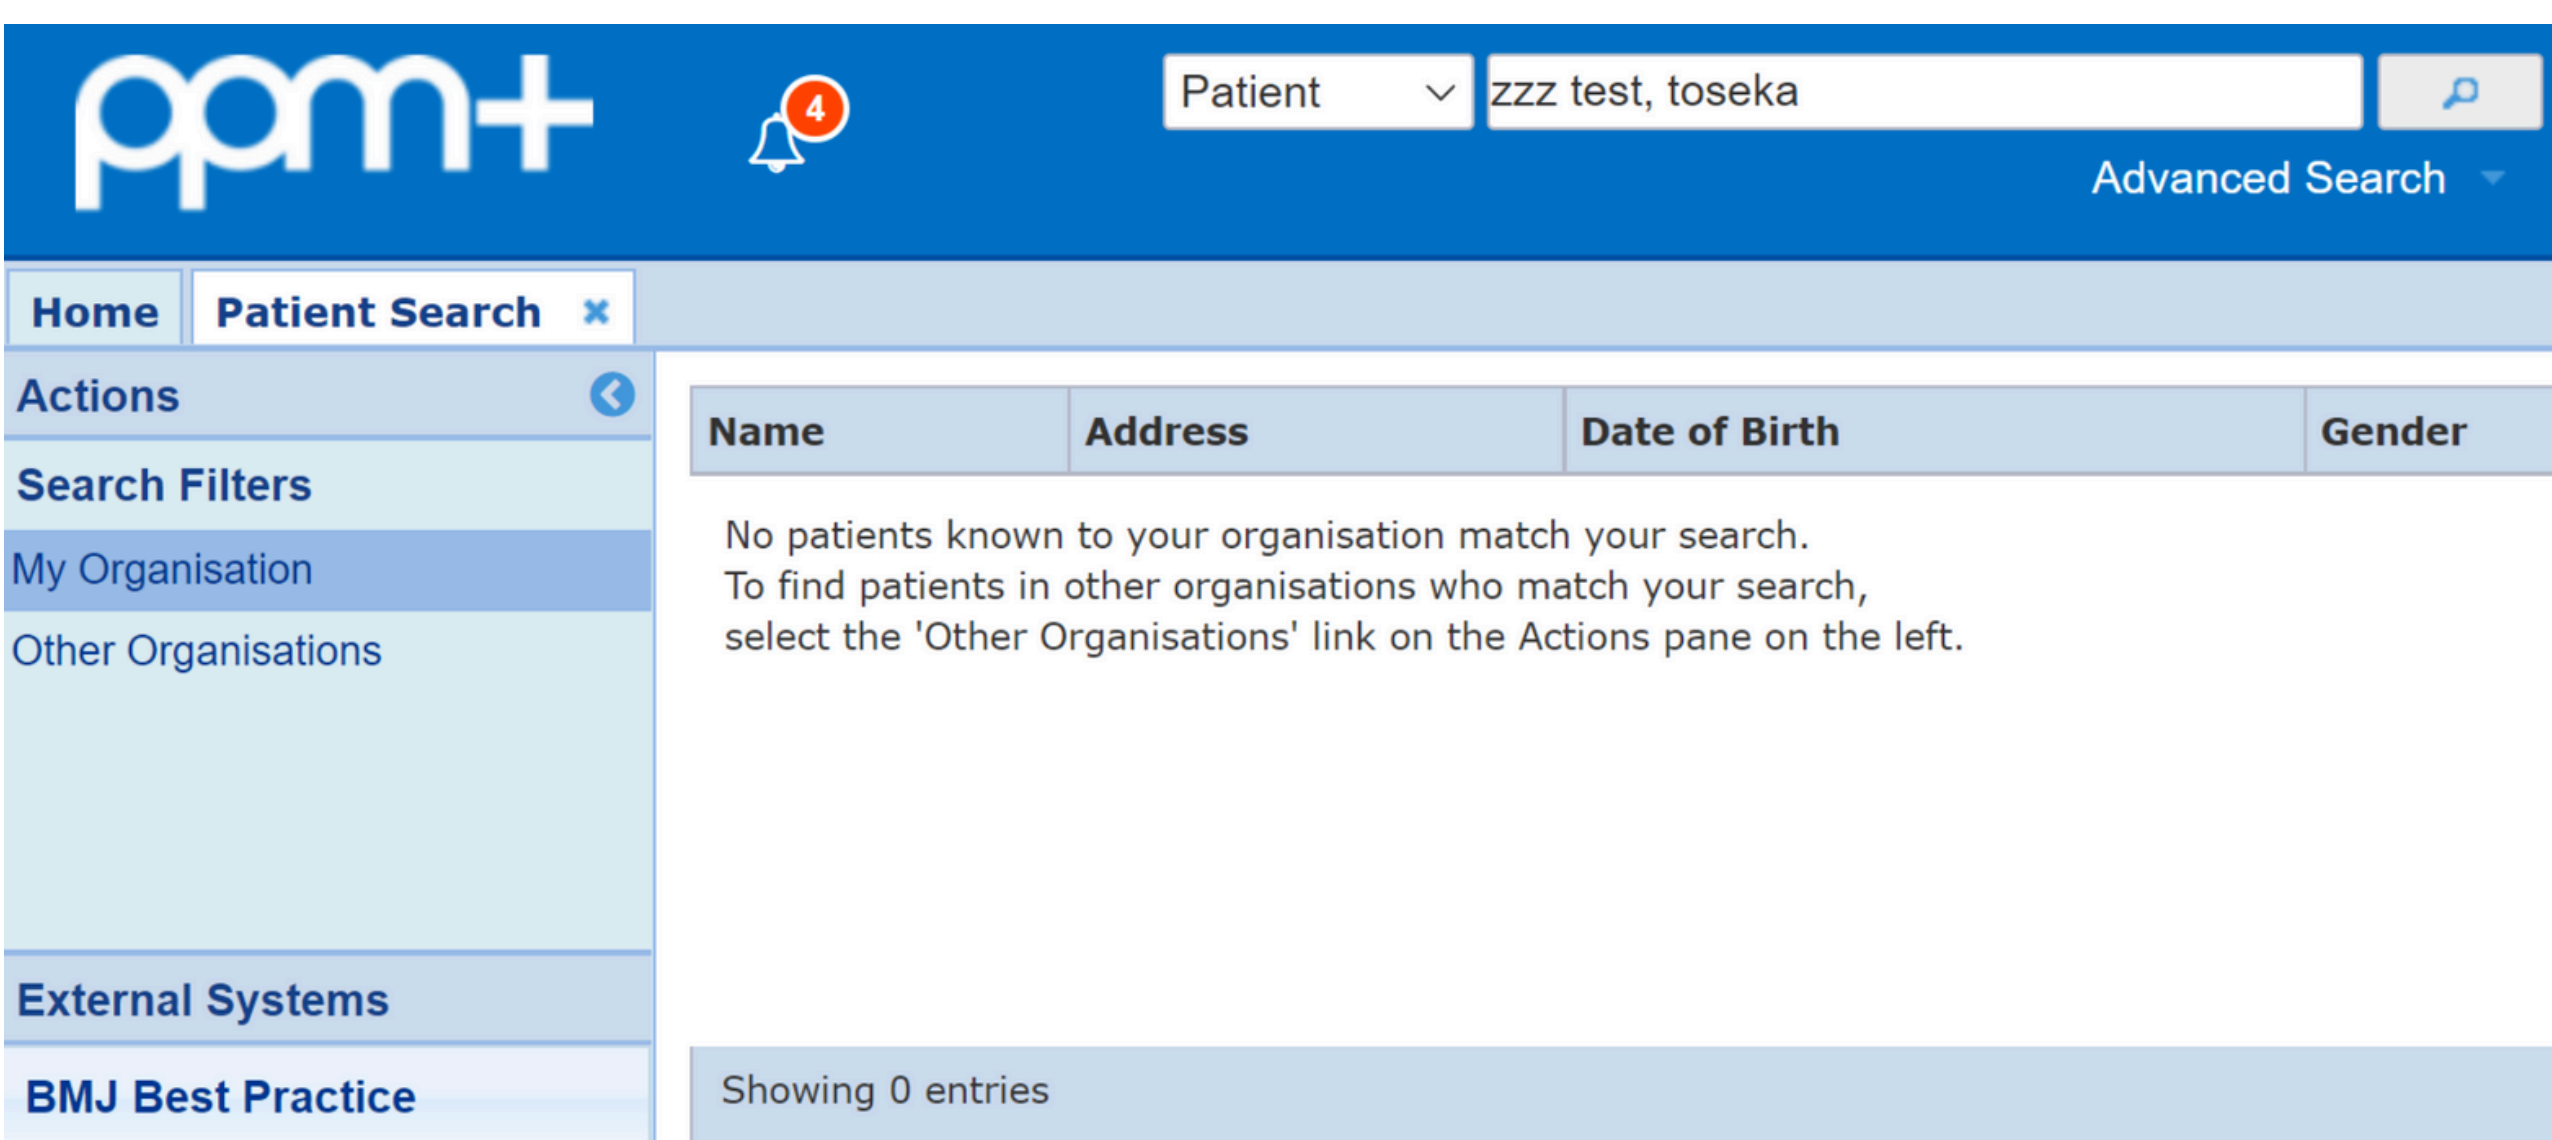 ppm+
4
Patient
zzz test, toseka
Advanced Search
Home
Patient Search
Actions
Search Filters
My Organisation
Other Organisations
External Systems
BMJ Best Practice
Name Address Date of Birth Gender
No patients known to your organisation match your search.
To find patients in other organisations who match your search,
select the 'Other Organisations' link on the Actions pane on the left.
Showing 0 entries